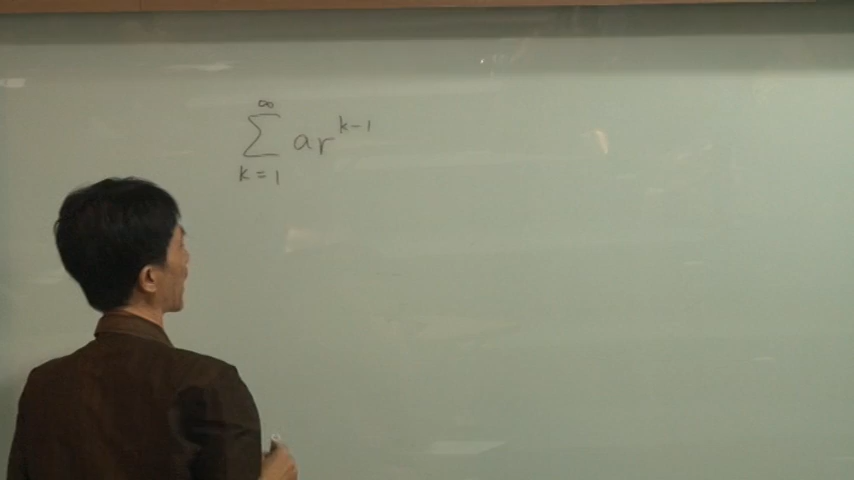 ∞
∑ ar^{k-1}
k=1